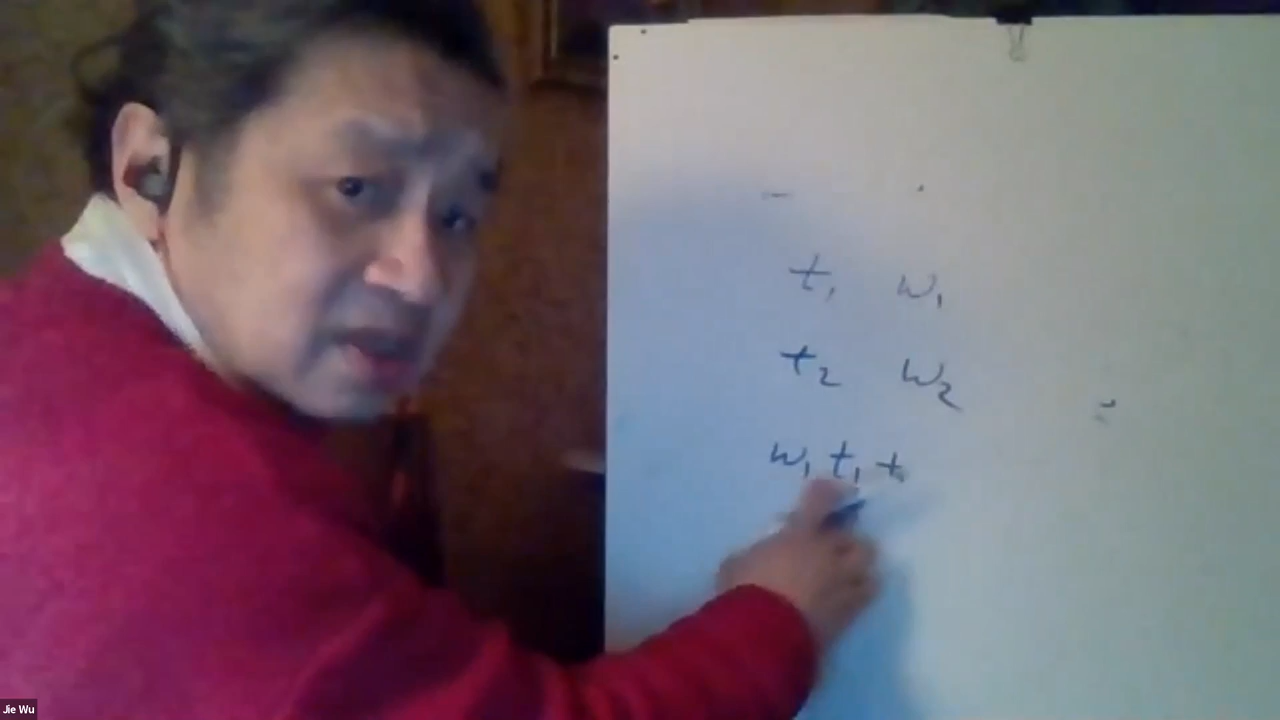 t₁ w₁
t₂ w₂
w₁ t₁ t
Jie Wu